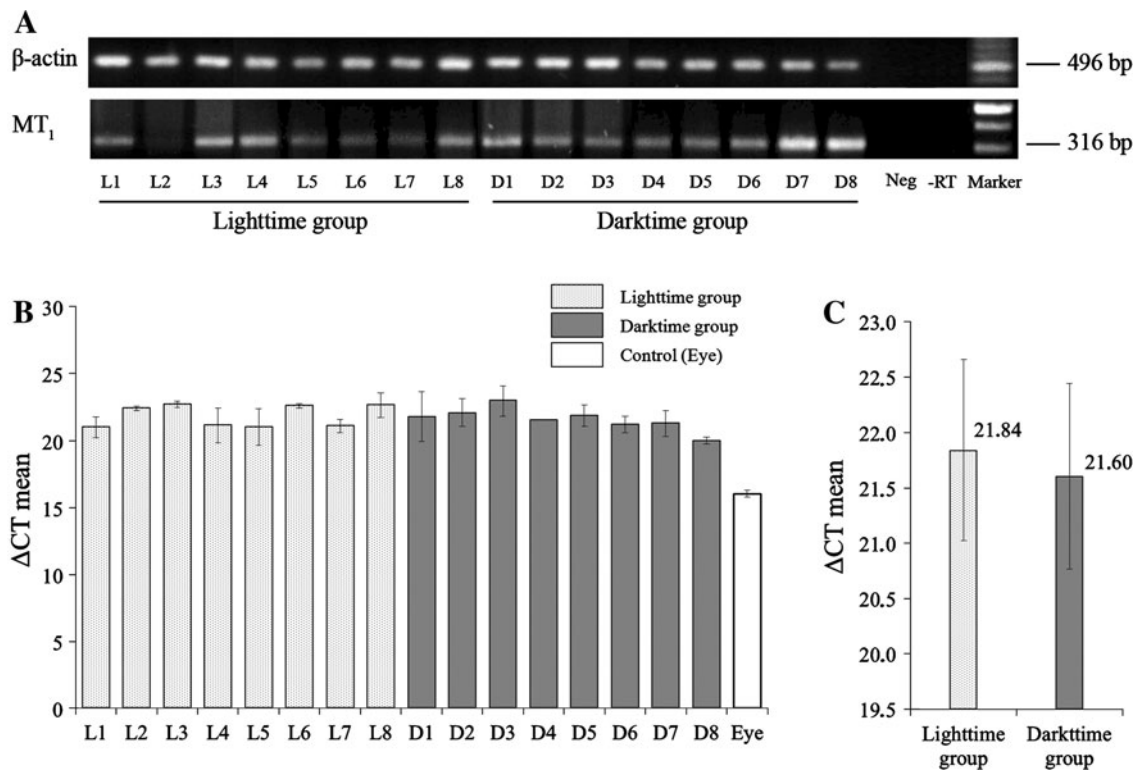 A
β-actin
496 bp
MT1
316 bp
L1 L2 L3 L4 L5 L6 L7 L8 D1 D2 D3 D4 D5 D6 D7 D8 Neg -RT Marker
Lighttime group Darktime group
B
ΔCT mean
30
25
20
15
10
5
0
Lighttime group
Darktime group
Control (Eye)
L1 L2 L3 L4 L5 L6 L7 L8 D1 D2 D3 D4 D5 D6 D7 D8 Eye
C
ΔCT mean
23.0
22.5
22.0
21.5
21.0
20.5
20.0
19.5
21.84
21.60
Lighttime
group
Darkttime
group